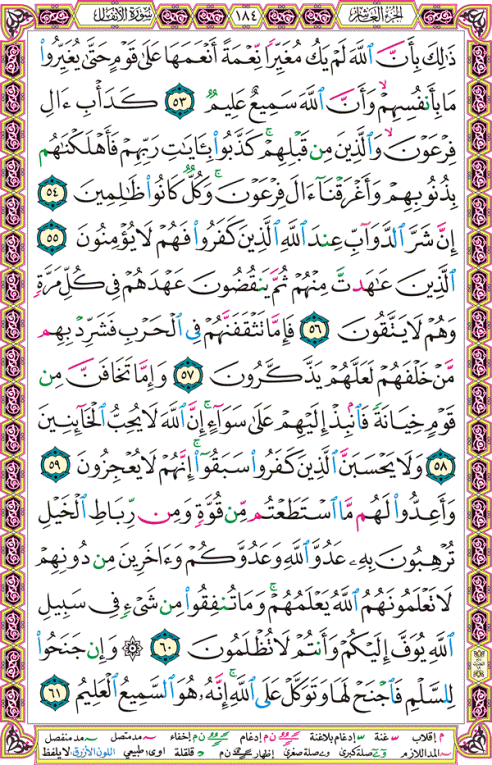 الجزء العاشر ١٨٤ سورة الأنفال
ذَٰلِكَ بِأَنَّ ٱللَّهَ لَمْ يَكُ مُغَيِّرًا نِّعْمَةً أَنْعَمَهَا عَلَىٰ قَوْمٍ حَتَّىٰ يُغَيِّرُوا۟
مَا بِأَنفُسِهِمْ ۙ وَأَنَّ ٱللَّهَ سَمِيعٌ عَلِيمٌ ٥٣ كَدَأْبِ ءَالِ
فِرْعَوْنَ ۙ وَٱلَّذِينَ مِن قَبْلِهِمْ ۚ كَذَّبُوا۟ بِـَٔايَٰتِ رَبِّهِمْ فَأَهْلَكْنَٰهُم
بِذُنُوبِهِمْ وَأَغْرَقْنَآ ءَالَ فِرْعَوْنَ ۚ وَكُلٌّ كَانُوا۟ ظَٰلِمِينَ ٥٤
إِنَّ شَرَّ ٱلدَّوَآبِّ عِندَ ٱللَّهِ ٱلَّذِينَ كَفَرُوا۟ فَهُمْ لَا يُؤْمِنُونَ ٥٥
ٱلَّذِينَ عَٰهَدتَّ مِنْهُمْ ثُمَّ يَنقُضُونَ عَهْدَهُمْ فِى كُلِّ مَرَّةٍ
وَهُمْ لَا يَتَّقُونَ ٥٦ فَإِمَّا تَثْقَفَنَّهُمْ فِى ٱلْحَرْبِ فَشَرِّدْ بِهِم
مَّنْ خَلْفَهُمْ لَعَلَّهُمْ يَذَّكَّرُونَ ٥٧ وَإِمَّا تَخَافَنَّ مِن
قَوْمٍ خِيَانَةً فَٱنۢبِذْ إِلَيْهِمْ عَلَىٰ سَوَآءٍ ۚ إِنَّ ٱللَّهَ لَا يُحِبُّ ٱلْخَآئِنِينَ
٥٨ وَلَا يَحْسَبَنَّ ٱلَّذِينَ كَفَرُوا۟ سَبَقُوٓا۟ ۚ إِنَّهُمْ لَا يُعْجِزُونَ ٥٩
وَأَعِدُّوا۟ لَهُم مَّا ٱسْتَطَعْتُم مِّن قُوَّةٍ وَمِن رِّبَاطِ ٱلْخَيْلِ
تُرْهِبُونَ بِهِۦ عَدُوَّ ٱللَّهِ وَعَدُوَّكُمْ وَءَاخَرِينَ مِن دُونِهِمْ
لَا تَعْلَمُونَهُمُ ٱللَّهُ يَعْلَمُهُمْ ۚ وَمَا تُنفِقُوا۟ مِن شَىْءٍ فِى سَبِيلِ
ٱللَّهِ يُوَفَّ إِلَيْكُمْ وَأَنتُمْ لَا تُظْلَمُونَ ٦٠ ۞ وَإِن جَنَحُوا۟
لِلسَّلْمِ فَٱجْنَحْ لَهَا وَتَوَكَّلْ عَلَى ٱللَّهِ ۚ إِنَّهُۥ هُوَ ٱلسَّمِيعُ ٱلْعَلِيمُ ٦١
م إقلاب س غنة س إدغام بلاغنة ن م إدغام ن م إخفاء مد متصل مد منفصل
المد اللازم صلة كبرى وصلة صغرى إظهار ن م قلقلة اوى: طبيعي اللون الأزرق: لا يلفظ